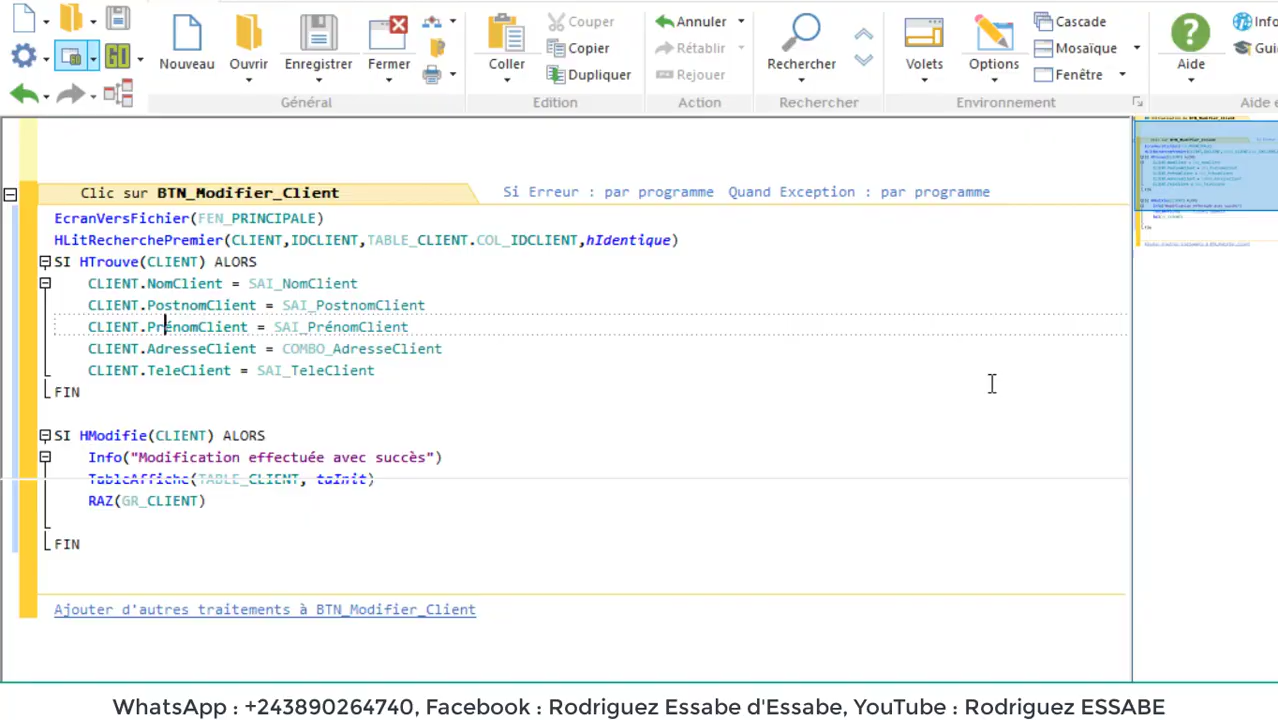 Nouveau
Ouvrir
Enregistrer
Fermer
Général
Coller
Couper
Copier
Dupliquer
Edition
Annuler
Rétablir
Rejouer
Action
Rechercher
Rechercher
Volets
Options
Cascade
Mosaïque
Fenêtre
Environnement
Aide
Info
Gui
Aide e
GO
Clic sur BTN_Modifier_Client Si Erreur : par programme Quand Exception : par programme
EcranVersFichier(FEN_PRINCIPALE)
HLitRecherchePremier(CLIENT,IDCLIENT,TABLE_CLIENT.COL_IDCLIENT,hIdentique)
SI HTrouve(CLIENT) ALORS
CLIENT.NomClient = SAI_NomClient
CLIENT.PostnomClient = SAI_PostnomClient
CLIENT.PrénomClient = SAI_PrénomClient
CLIENT.AdresseClient = COMBO_AdresseClient
CLIENT.TeleClient = SAI_TeleClient
FIN
SI HModifie(CLIENT) ALORS
Info("Modification effectuée avec succès")
TableAffiche(TABLE_CLIENT, taInit)
RAZ(GR_CLIENT)
FIN
Ajouter d'autres traitements à BTN_Modifier_Client
WhatsApp : +243890264740, Facebook : Rodriguez Essabe d'Essabe, YouTube : Rodriguez ESSABE